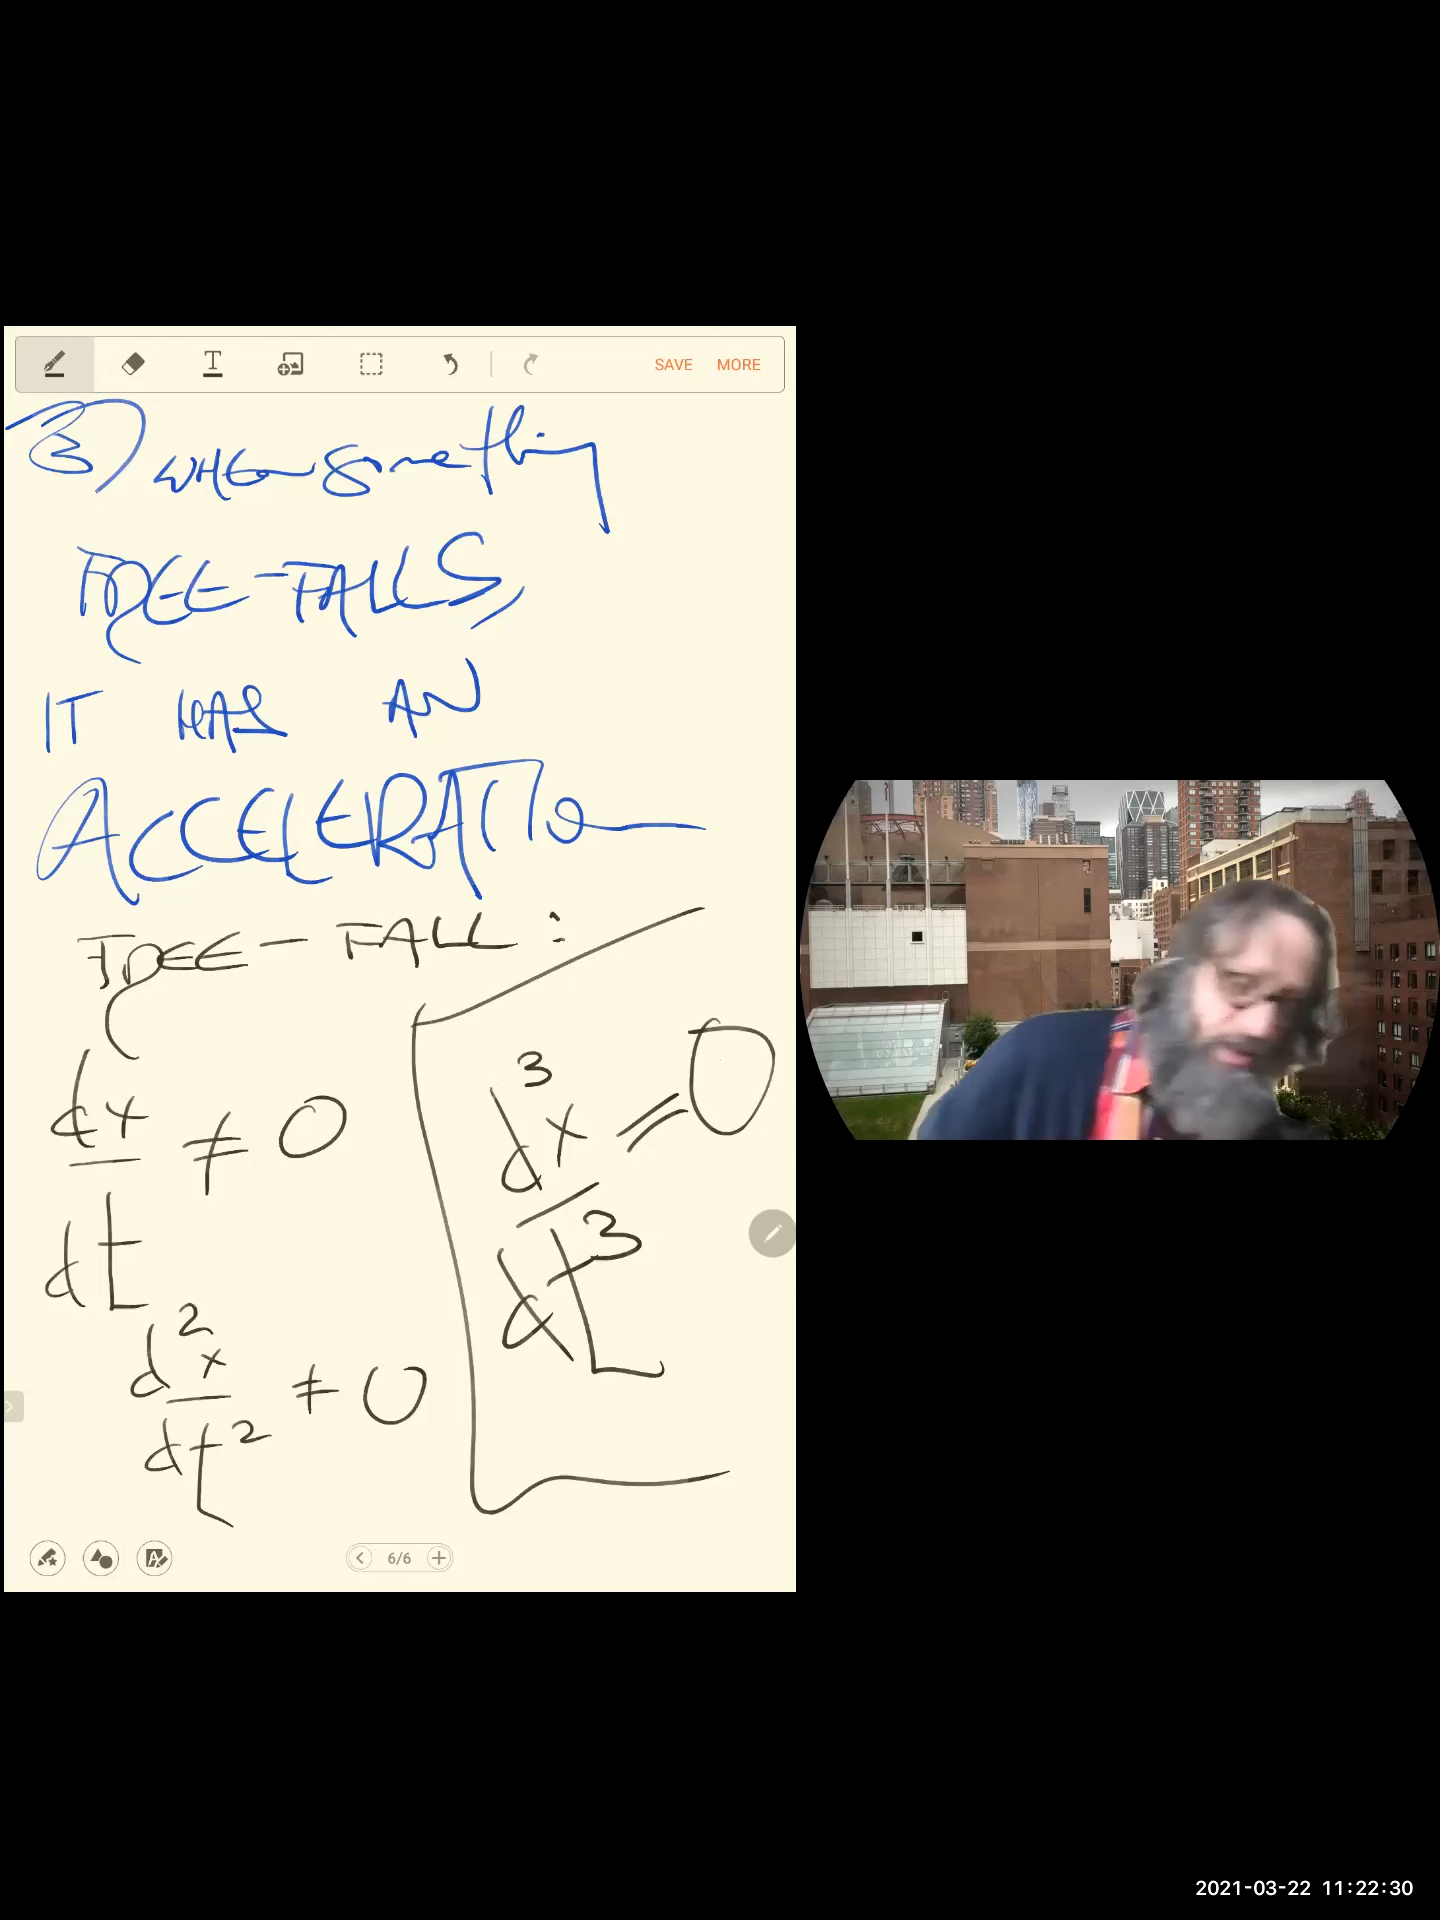 SAVE MORE
3) WHEN something
FREE-FALLS,
IT HAS AN
ACCELERATION
FREE-FALL:
dx/dt ≠ 0
d²x/dt² ≠ 0
d³x/dt³ = 0
6/6
2021-03-22 11:22:30